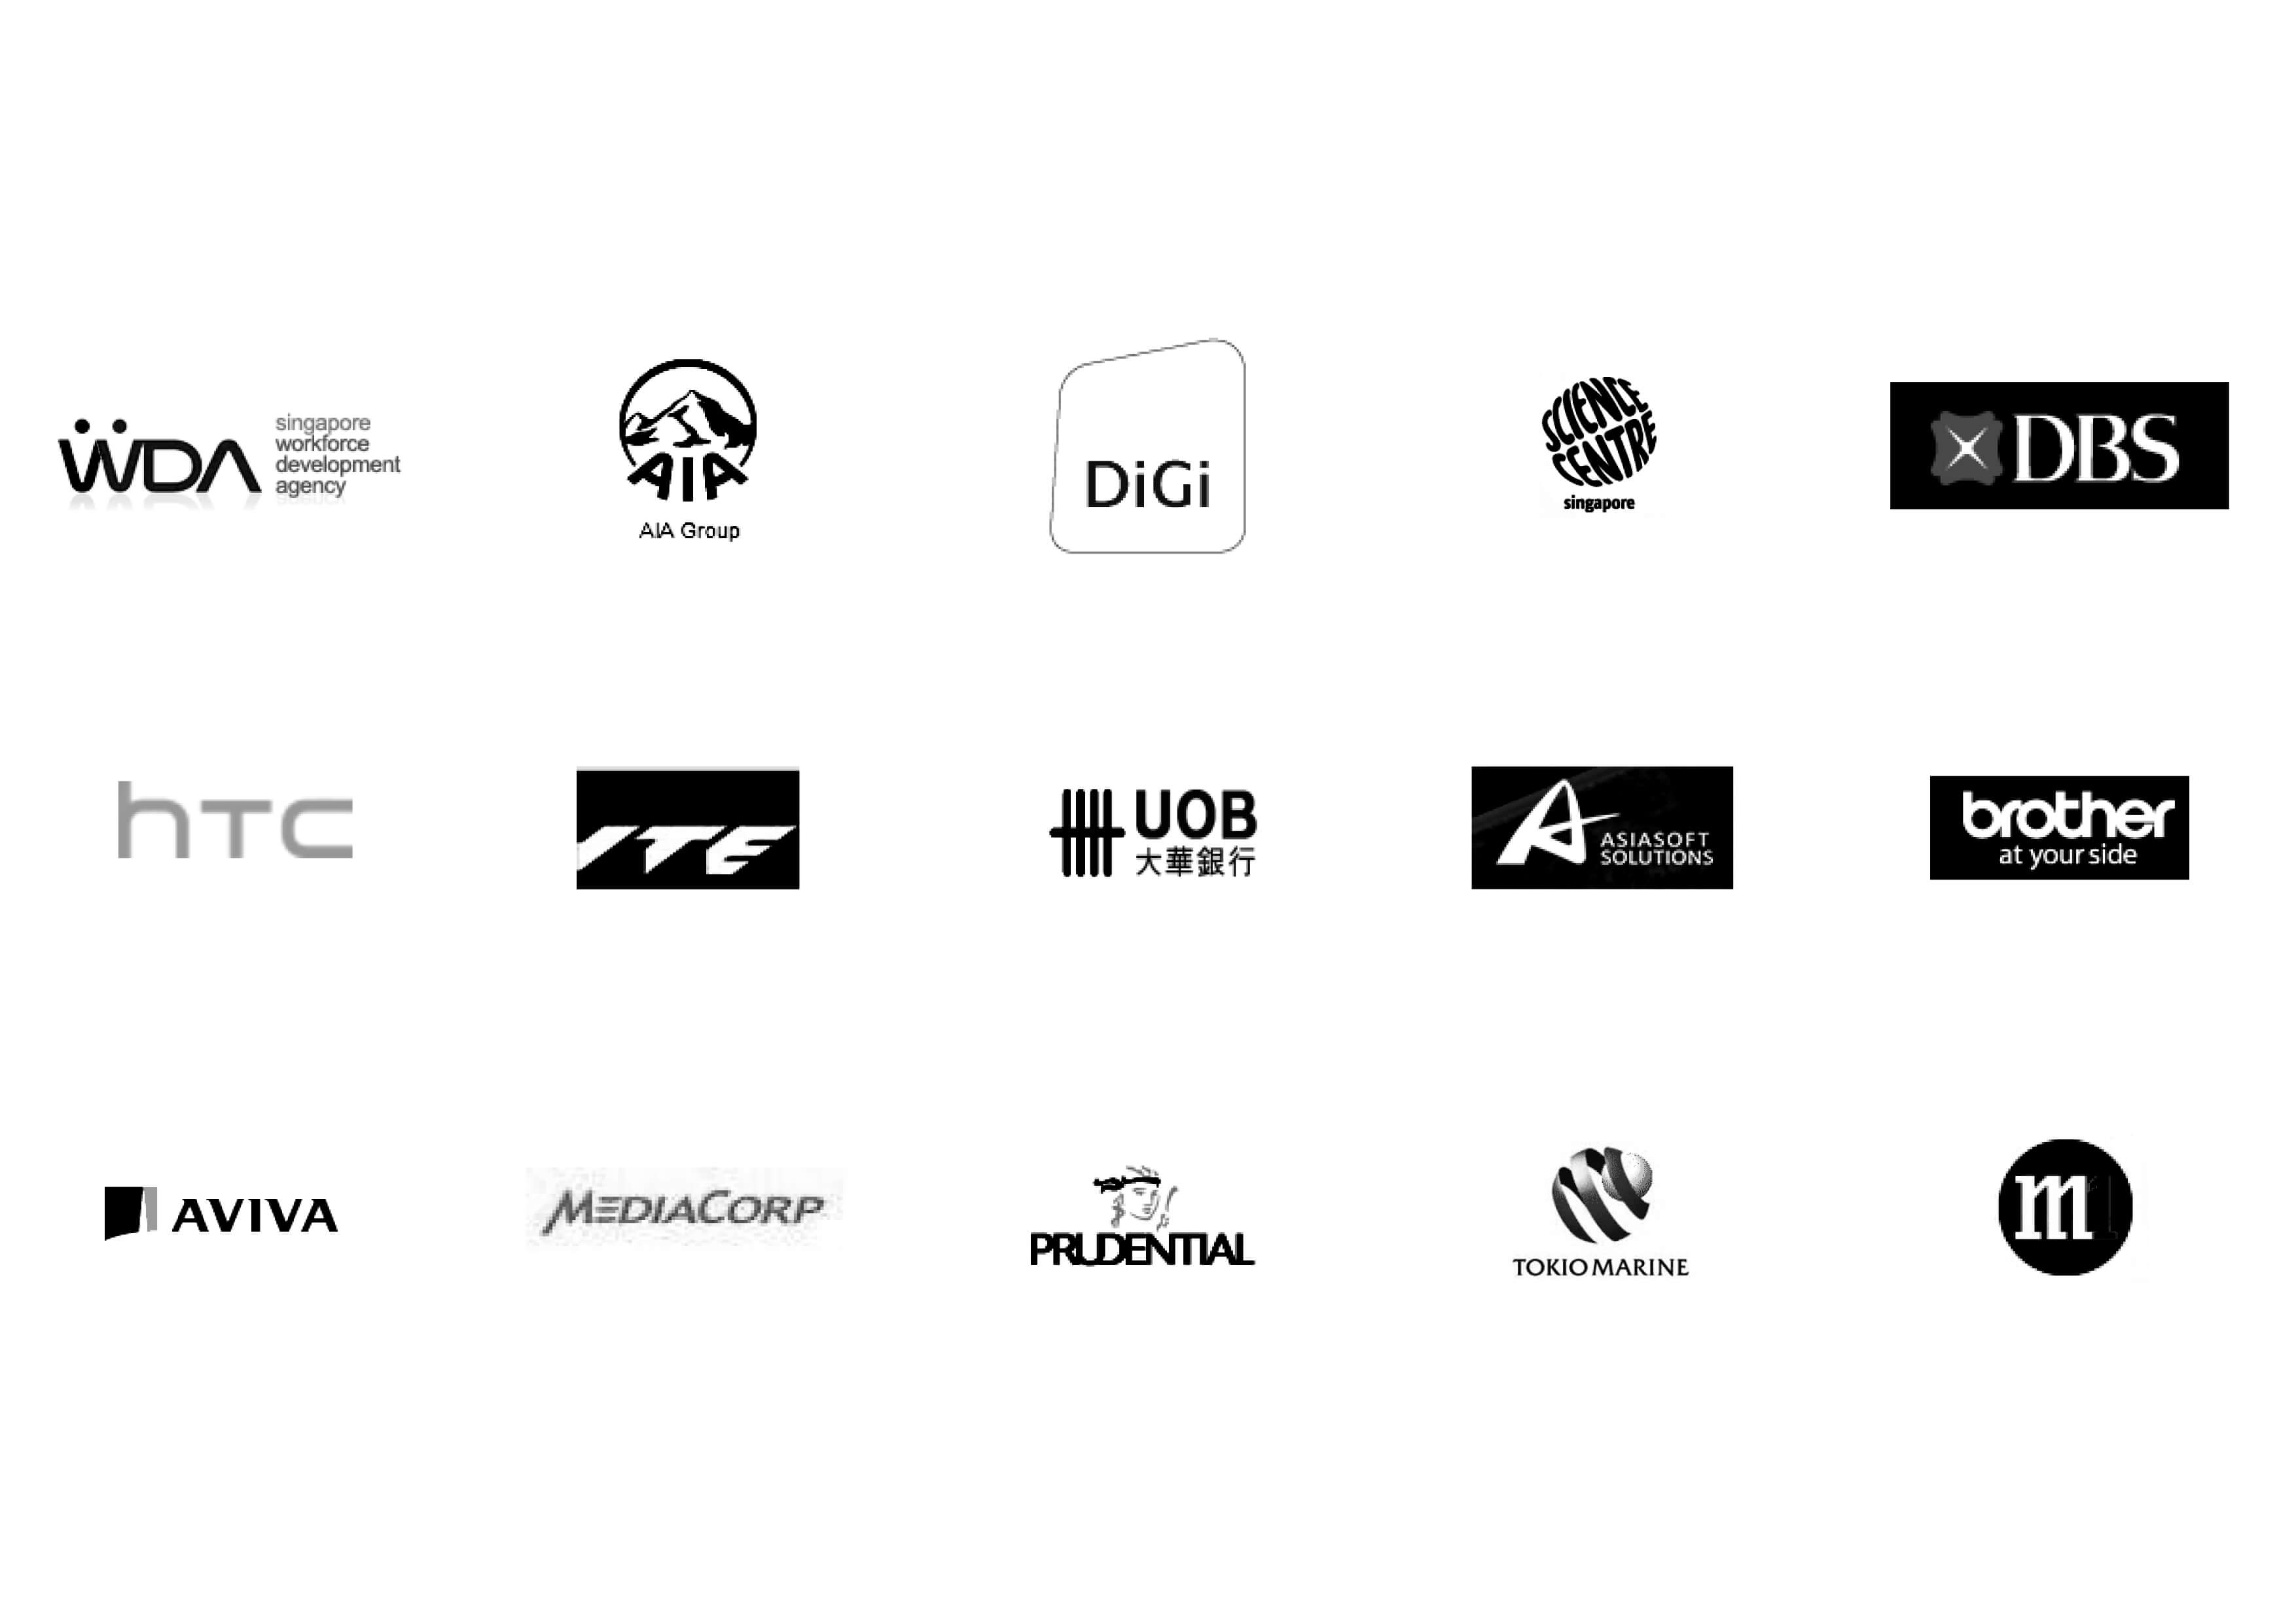 WDA
singapore
workforce
development
agency
AIA
AIA Group
DiGi
SCIENCE
CENTRE
singapore
DBS
hTC
ITE
UOB
大華銀行
ASIASOFT
SOLUTIONS
brother
at your side
AVIVA
MEDIACORP
PRUDENTIAL
TOKIO MARINE
m1